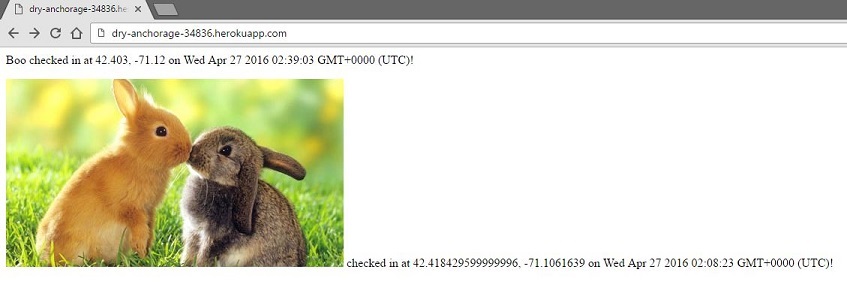 dry-anchorage-34836.he
dry-anchorage-34836.herokuapp.com
Boo checked in at 42.403, -71.12 on Wed Apr 27 2016 02:39:03 GMT+0000 (UTC)!
checked in at 42.418429599999996, -71.1061639 on Wed Apr 27 2016 02:08:23 GMT+0000 (UTC)!